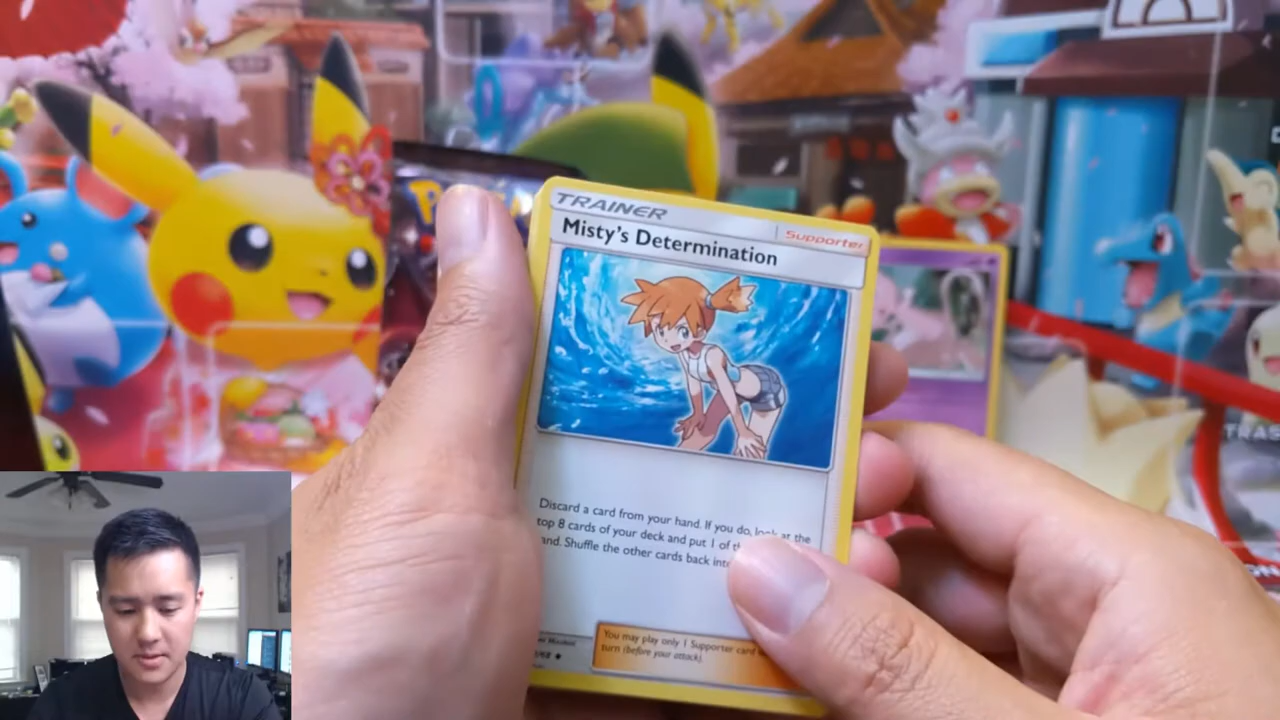 TRAINER
Supporter
Misty's Determination
Discard a card from your hand. If you do, look at the
top 8 cards of your deck and put 1 of
and. Shuffle the other cards back
You may play only 1 Supporter card
turn (before your attack).